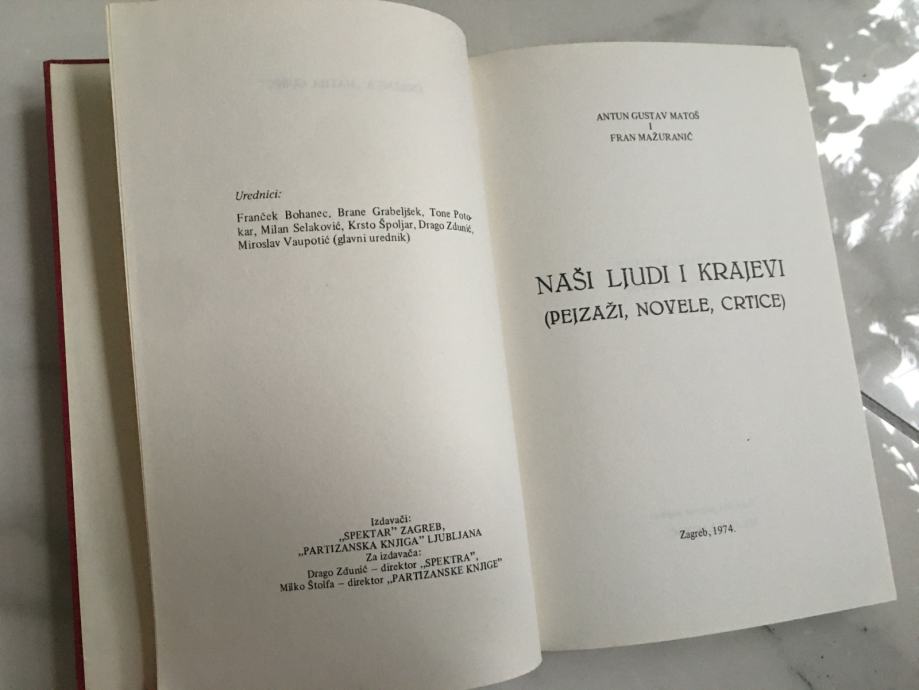 Urednici:
Franček Bohanec, Brane Grabeljšek, Tone Poto-
kar, Milan Selaković, Krsto Špoljar, Drago Zdunić,
Miroslav Vaupotić (glavni urednik)
Izdavači:
„SPEKTAR” ZAGREB,
„PARTIZANSKA KNJIGA” LJUBLJANA
Za izdavača:
Drago Zdunić – direktor „SPEKTRA”,
Milko Štolfa – direktor „PARTIZANSKE KNJIGE”
ANTUN GUSTAV MATOŠ
I
FRAN MAŽURANIĆ
NAŠI LJUDI I KRAJEVI
(PEJZAŽI, NOVELE, CRTICE)
Zagreb, 1974.